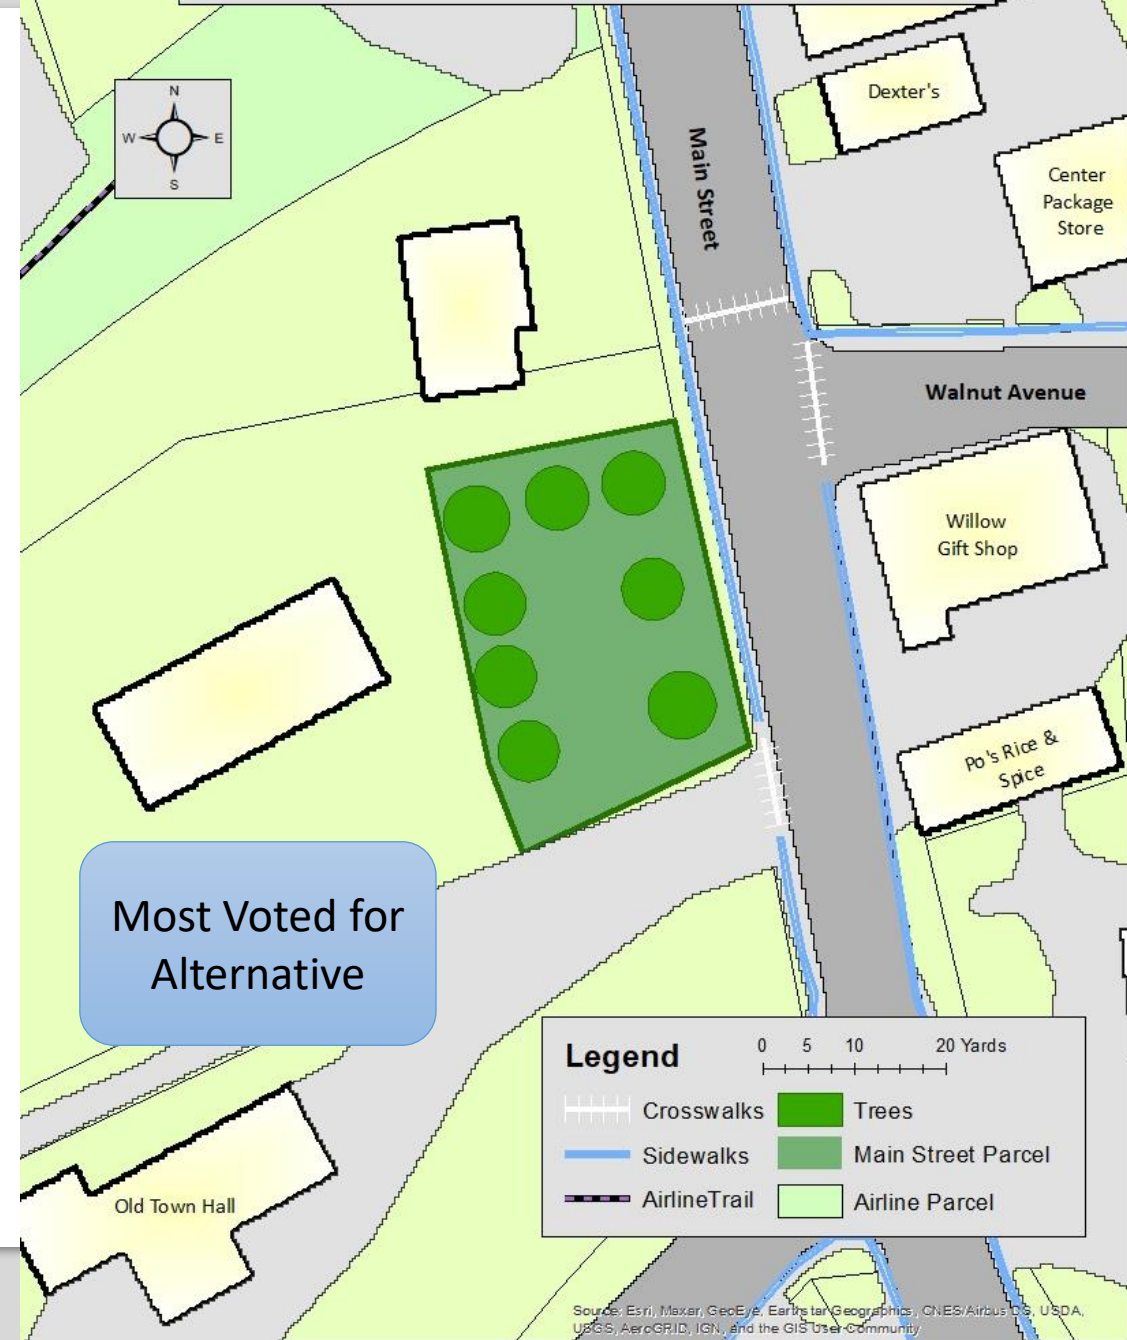 N
W
E
S
Main Street
Dexter's
Center
Package
Store
Walnut Avenue
Willow
Gift Shop
Po's Rice &
Spice
Most Voted for
Alternative
Old Town Hall
Legend
0 5 10 20 Yards
Crosswalks
Trees
Sidewalks
Main Street Parcel
AirlineTrail
Airline Parcel
Source: Esri, Maxar, GeoEye, Earthstar Geographics, CNES/Airbus DS, USDA,
USGS, AeroGRID, IGN, and the GIS User Community